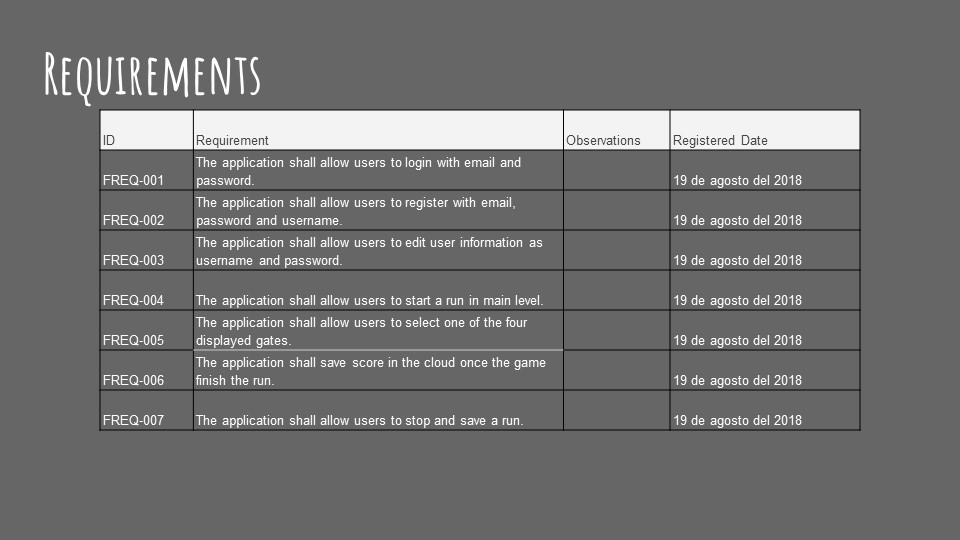 Requirements
ID Requirement Observations Registered Date
The application shall allow users to login with email and
FREQ-001 password. 19 de agosto del 2018
The application shall allow users to register with email,
FREQ-002 password and username. 19 de agosto del 2018
The application shall allow users to edit user information as
FREQ-003 username and password. 19 de agosto del 2018
FREQ-004 The application shall allow users to start a run in main level. 19 de agosto del 2018
The application shall allow users to select one of the four
FREQ-005 displayed gates. 19 de agosto del 2018
The application shall save score in the cloud once the game
FREQ-006 finish the run. 19 de agosto del 2018
FREQ-007 The application shall allow users to stop and save a run. 19 de agosto del 2018